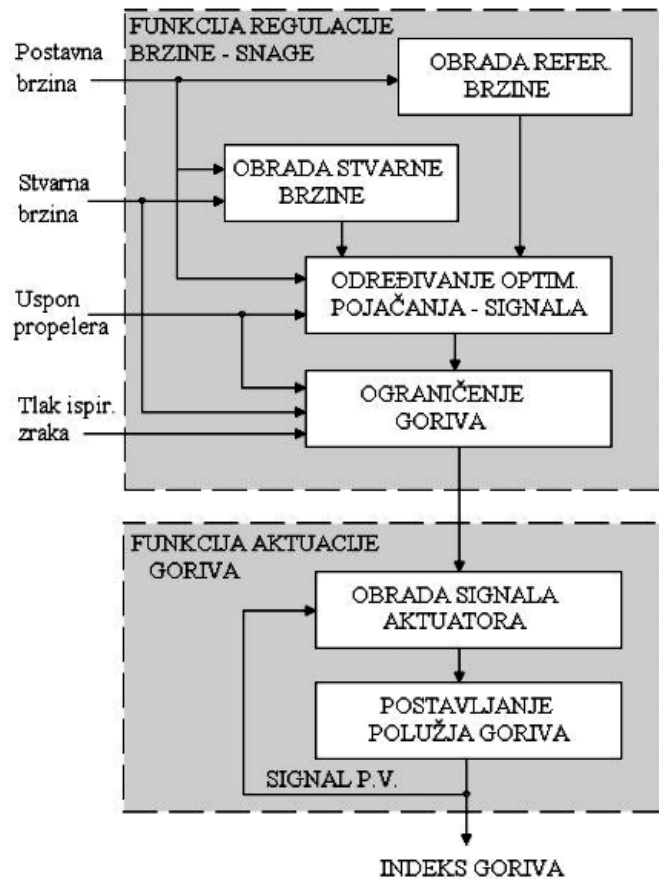 FUNKCIJA REGULACIJE
BRZINE - SNAGE
Postavna
brzina
OBRADA REFER.
BRZINE
OBRADA STVARNE
BRZINE
Stvarna
brzina
ODREĐIVANJE OPTIM.
POJAČANJA - SIGNALA
Uspon
propelera
OGRANIČENJE
GORIVA
Tlak ispir.
zraka
FUNKCIJA AKTUACIJE
GORIVA
OBRADA SIGNALA
AKTUATORA
POSTAVLJANJE
POLUŽJA GORIVA
SIGNAL P.V.
INDEKS GORIVA